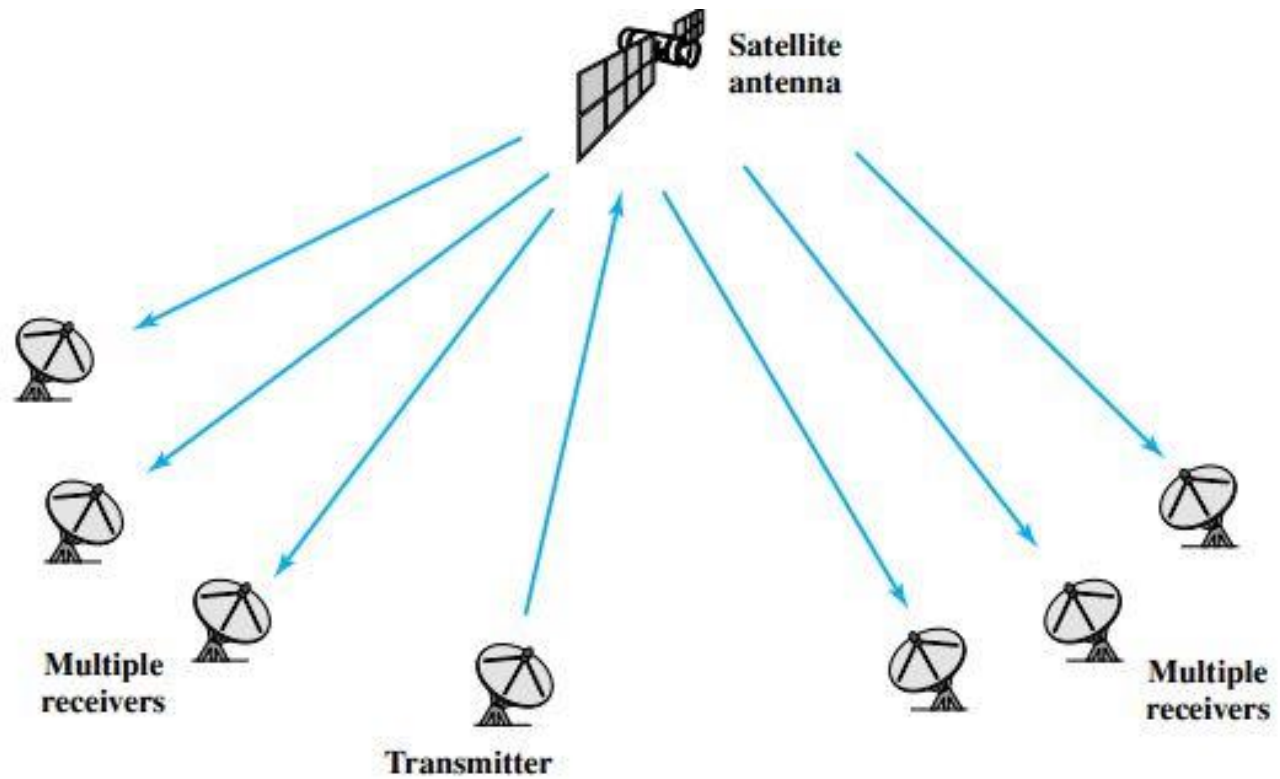 Satellite
antenna
Multiple
receivers
Transmitter
Multiple
receivers